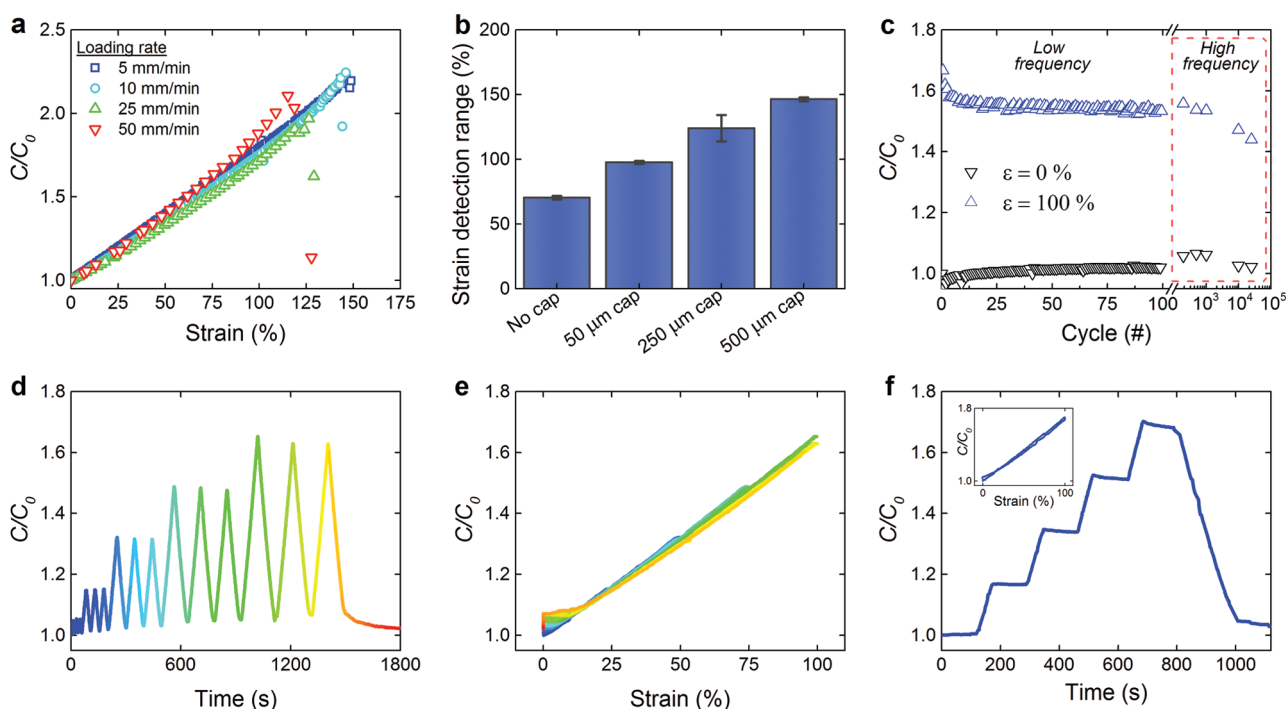 a
2.5
2.0
1.5
1.0
0
25
50
75
100
125
150
175
C/C0
Strain (%)
Loading rate
5 mm/min
10 mm/min
25 mm/min
50 mm/min
b
200
150
100
50
0
Strain detection range (%)
No cap
50 µm cap
250 µm cap
500 µm cap
c
1.8
1.6
1.4
1.2
1.0
C/C0
Low
frequency
High
frequency
ε = 0 %
ε = 100 %
0
25
50
75
100
10^3
10^4
10^5
Cycle (#)
d
1.8
1.6
1.4
1.2
1.0
C/C0
0
600
1200
1800
Time (s)
e
1.8
1.6
1.4
1.2
1.0
C/C0
0
50
75
100
25
Strain (%)
f
1.8
1.6
1.4
1.2
1.0
C/C0
1.8
1.0
C/C0
0
100
Strain (%)
0
200
400
600
800
1000
Time (s)